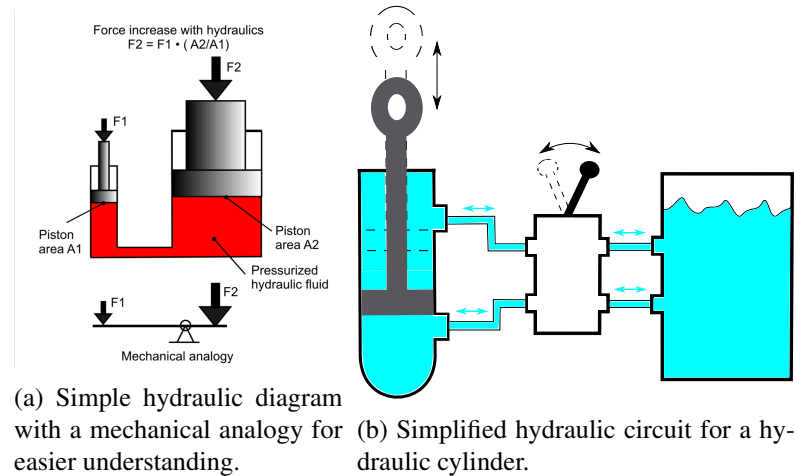 Force increase with hydraulics
F2 = F1 • ( A2/A1)
F2
F1
Piston
area A1
Piston
area A2
Pressurized
hydraulic fluid
F1
F2
Mechanical analogy
(a) Simple hydraulic diagram
with a mechanical analogy for
easier understanding.
(b) Simplified hydraulic circuit for a hy-
draulic cylinder.